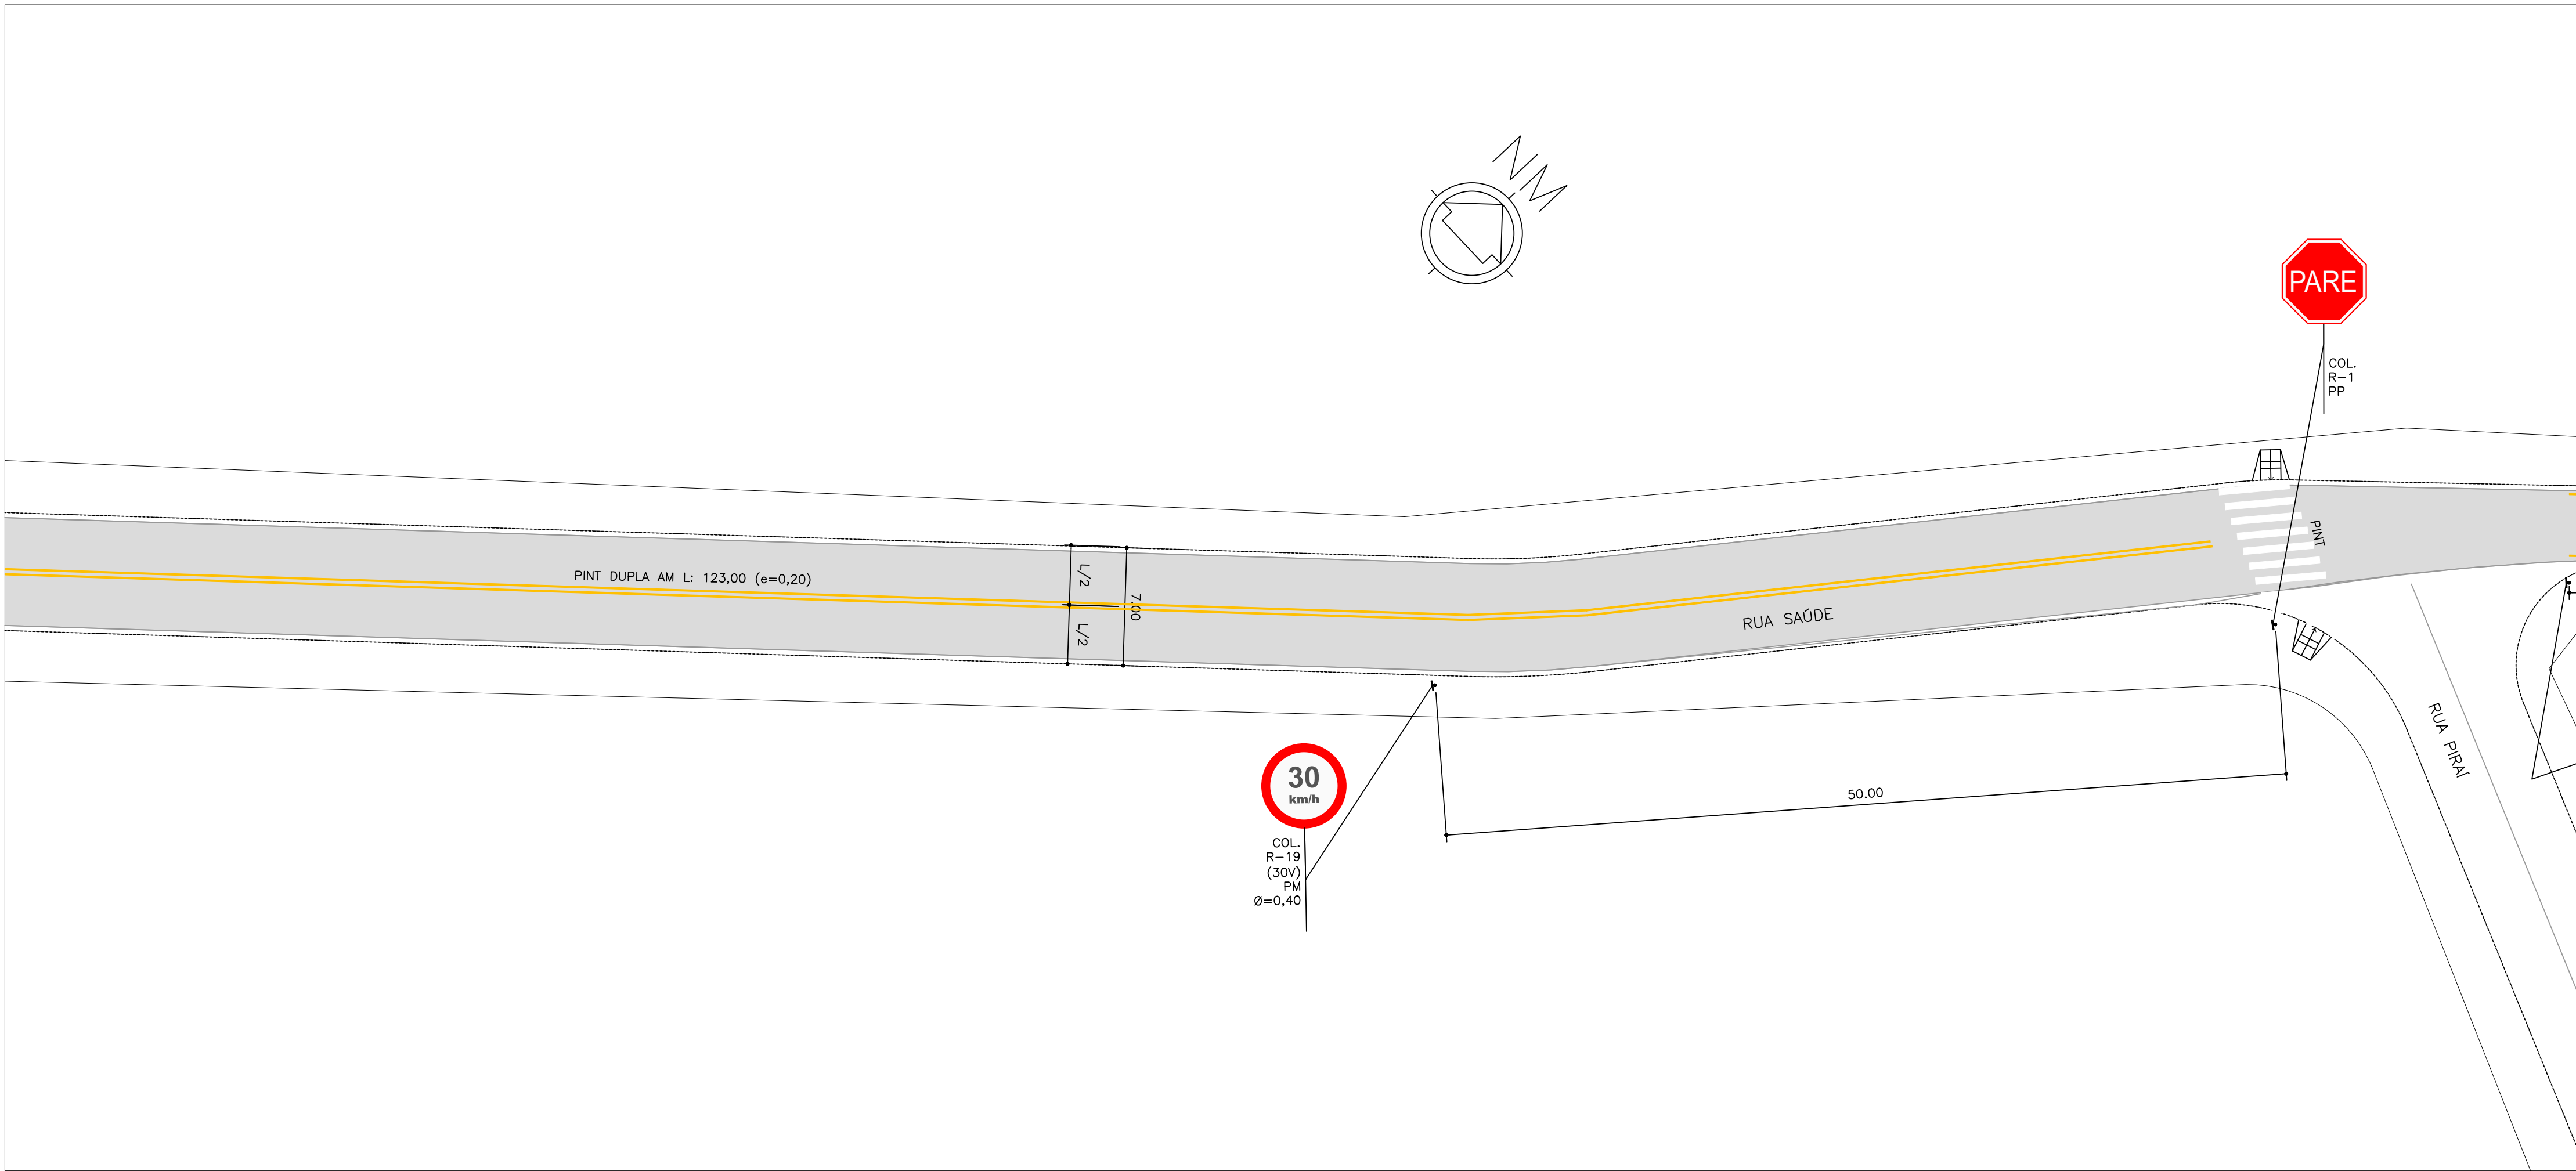 NM
PARE
COL.
R-1
PP
PINT
PINT DUPLA AM L: 123,00 (e=0,20)
L/2
L/2
7.00
RUA SAÚDE
RUA PIRAÍ
50.00
30
km/h
COL.
R-19
(30V)
PM
Ø=0,40